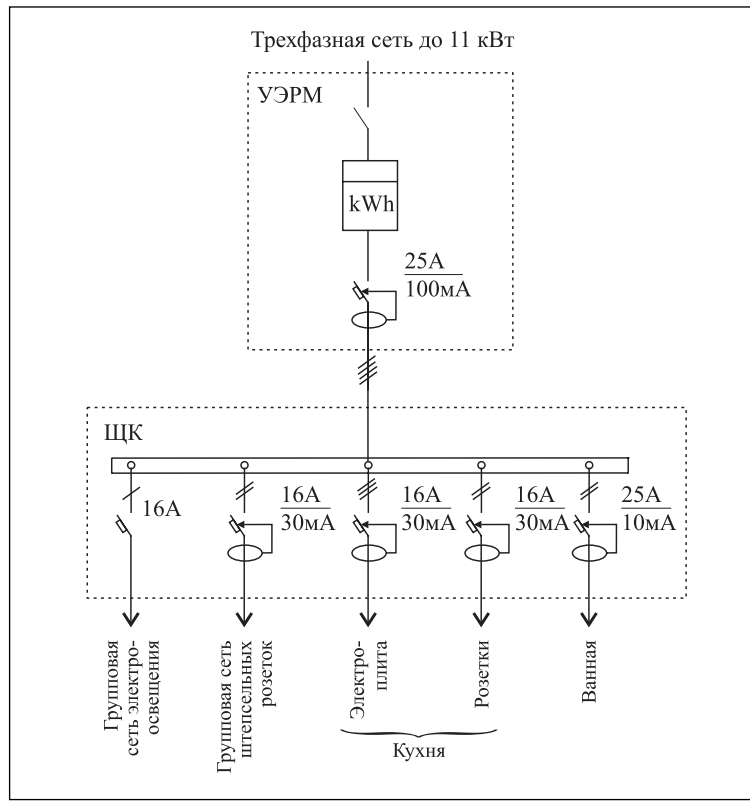 Трехфазная сеть до 11 кВт
УЭРМ
kWh
25А
100мА
ЩК
16А
16А
30мА
16А
30мА
16А
30мА
25А
10мА
Групповая
сеть электро-
освещения
Групповая сеть
штепсельных
розеток
Электро-
плита
Розетки
Ванная
Кухня